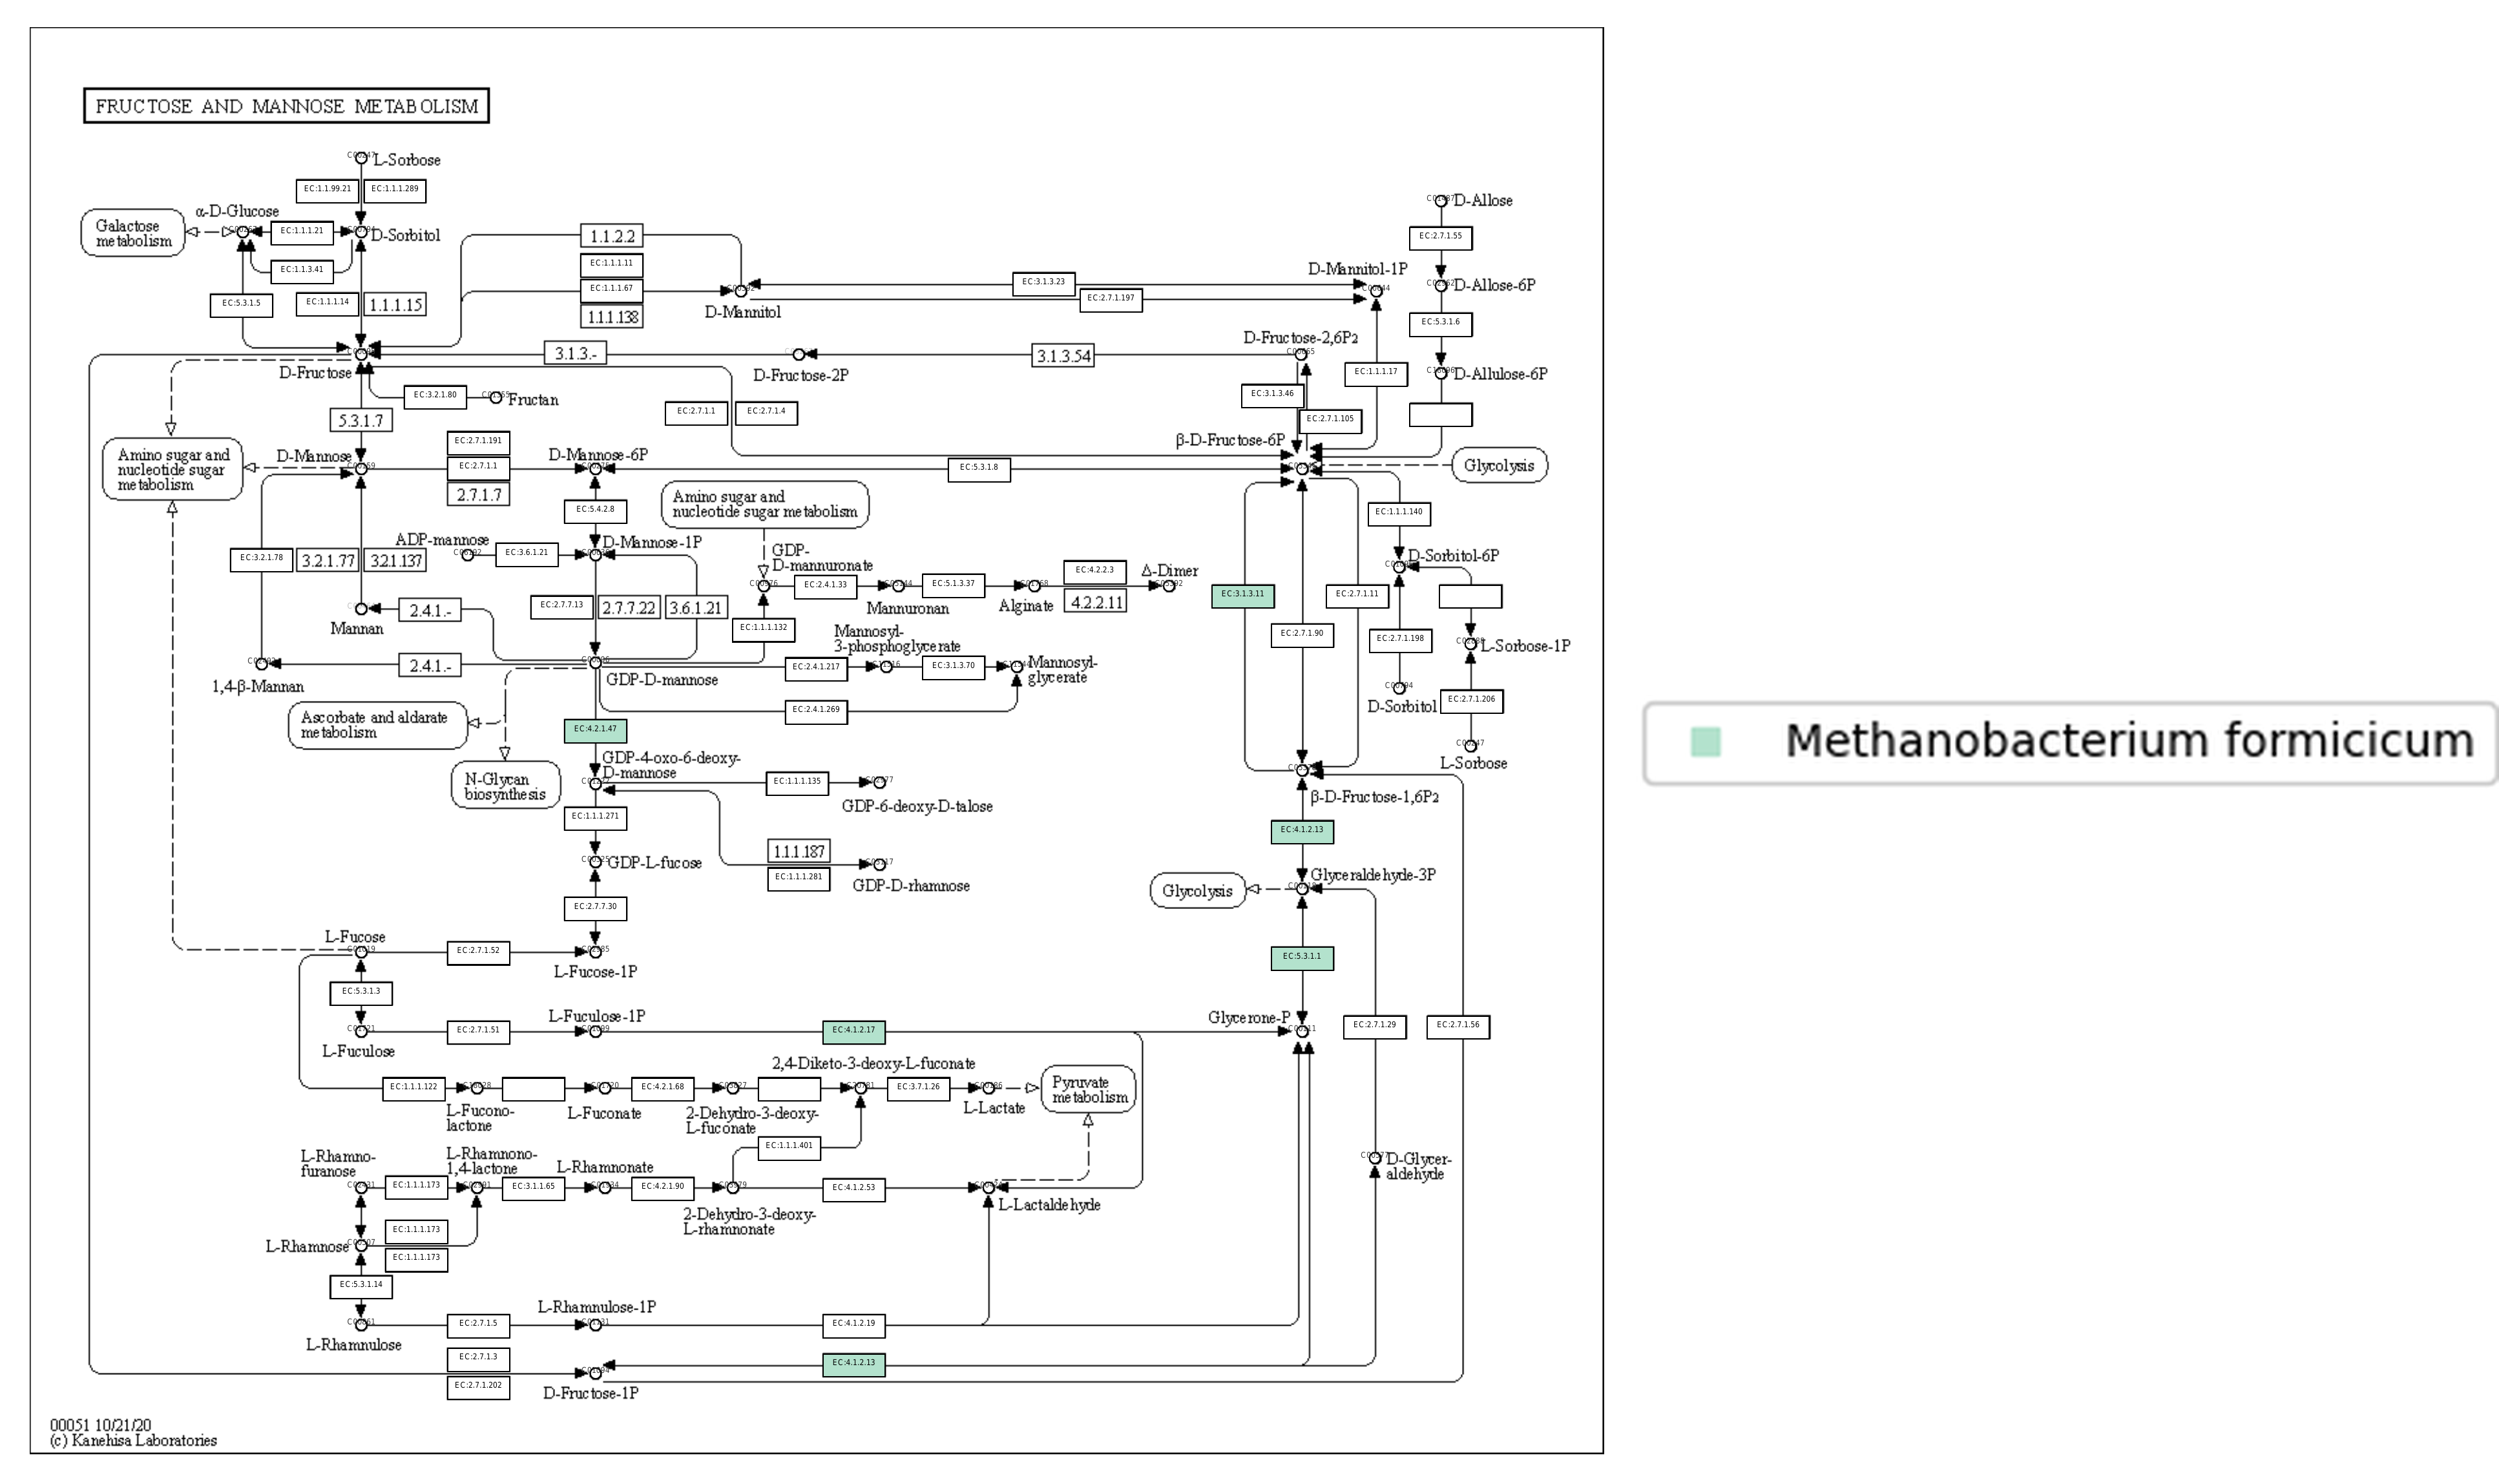 FRUCTOSE AND MANNOSE METABOLISM
L-Sorbose
EC:1.1.99.21
EC:1.1.1.289
α-D-Glucose
Galactose
metabolism
EC:1.1.1.21
D-Sorbitol
EC:1.1.3.41
EC:5.3.1.5
EC:1.1.1.14
1.1.1.15
1.1.2.2
EC:1.1.1.11
EC:1.1.1.67
1.1.1.138
D-Mannitol
EC:3.1.3.23
EC:2.7.1.197
D-Mannitol-1P
D-Allose
EC:2.7.1.55
D-Allose-6P
EC:5.3.1.6
D-Allulose-6P
D-Fructose
3.1.3.-
D-Fructose-2P
3.1.3.54
D-Fructose-2,6P2
EC:1.1.1.17
EC:3.1.3.46
EC:2.7.1.105
EC:3.2.1.80
Fructan
EC:2.7.1.1
EC:2.7.1.4
5.3.1.7
β-D-Fructose-6P
Glycolysis
Amino sugar and
nucleotide sugar
metabolism
D-Mannose
EC:2.7.1.191
EC:2.7.1.1
2.7.1.7
D-Mannose-6P
EC:5.3.1.8
EC:5.4.2.8
Amino sugar and
nucleotide sugar metabolism
EC:1.1.1.140
ADP-mannose
EC:3.6.1.21
D-Mannose-1P
GDP-
D-mannuronate
EC:2.4.1.33
Mannuronan
EC:5.1.3.37
Alginate
EC:4.2.2.3
4.2.2.11
Δ-Dimer
D-Sorbitol-6P
EC:3.2.1.78
3.2.1.77
3.2.1.137
Mannan
2.4.1.-
EC:2.7.7.13
2.7.7.22
3.6.1.21
EC:1.1.1.132
EC:3.1.3.11
EC:2.7.1.90
EC:2.7.1.11
EC:2.7.1.198
L-Sorbose-1P
Mannosyl-
3-phosphoglycerate
2.4.1.-
1,4-β-Mannan
GDP-D-mannose
EC:2.4.1.217
EC:3.1.3.70
Mannosyl-
glycerate
EC:2.4.1.269
D-Sorbitol
EC:2.7.1.206
L-Sorbose
Ascorbate and aldarate
metabolism
EC:4.2.1.47
N-Glycan
biosynthesis
GDP-4-oxo-6-deoxy-
D-mannose
EC:1.1.1.135
GDP-6-deoxy-D-talose
β-D-Fructose-1,6P2
EC:1.1.1.271
EC:4.1.2.13
GDP-L-fucose
1.1.1.187
EC:1.1.1.281
GDP-D-rhamnose
Glyceraldehyde-3P
Glycolysis
EC:2.7.7.30
L-Fucose
EC:2.7.1.52
L-Fucose-1P
EC:5.3.1.1
EC:5.3.1.3
L-Fuculose
EC:2.7.1.51
L-Fuculose-1P
EC:4.1.2.17
Glycerone-P
EC:2.7.1.29
EC:2.7.1.56
2,4-Diketo-3-deoxy-L-fuconate
EC:1.1.1.122
L-Fucono-
lactone
L-Fuconate
EC:4.2.1.68
2-Dehydro-3-deoxy-
L-fuconate
EC:3.7.1.26
L-Lactate
Pyruvate
metabolism
EC:1.1.1.401
L-Rhamno-
furanose
EC:1.1.1.173
L-Rhamnono-
1,4-lactone
EC:3.1.1.65
L-Rhamnonate
EC:4.2.1.90
2-Dehydro-3-deoxy-
L-rhamnonate
EC:4.1.2.53
L-Lactaldehyde
D-Glycer-
aldehyde
L-Rhamnose
EC:1.1.1.173
EC:1.1.1.173
EC:5.3.1.14
L-Rhamnulose
EC:2.7.1.5
L-Rhamnulose-1P
EC:4.1.2.19
EC:2.7.1.3
EC:2.7.1.202
D-Fructose-1P
EC:4.1.2.13
00051 10/21/20
(c) Kanehisa Laboratories
Methanobacterium formicicum